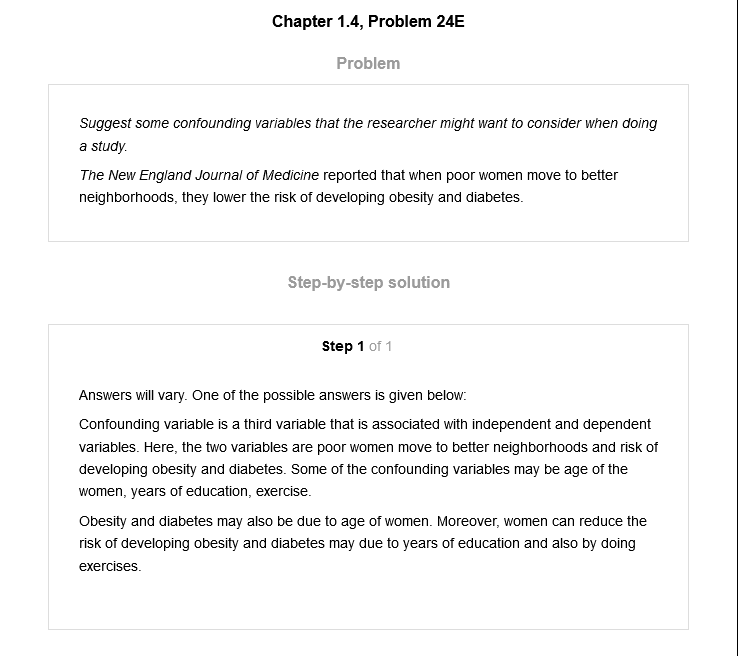 Chapter 1.4, Problem 24E
Problem
Suggest some confounding variables that the researcher might want to consider when doing
a study.
The New England Journal of Medicine reported that when poor women move to better
neighborhoods, they lower the risk of developing obesity and diabetes.
Step-by-step solution
Step 1 of 1
Answers will vary. One of the possible answers is given below:
Confounding variable is a third variable that is associated with independent and dependent
variables. Here, the two variables are poor women move to better neighborhoods and risk of
developing obesity and diabetes. Some of the confounding variables may be age of the
women, years of education, exercise.
Obesity and diabetes may also be due to age of women. Moreover, women can reduce the
risk of developing obesity and diabetes may due to years of education and also by doing
exercises.